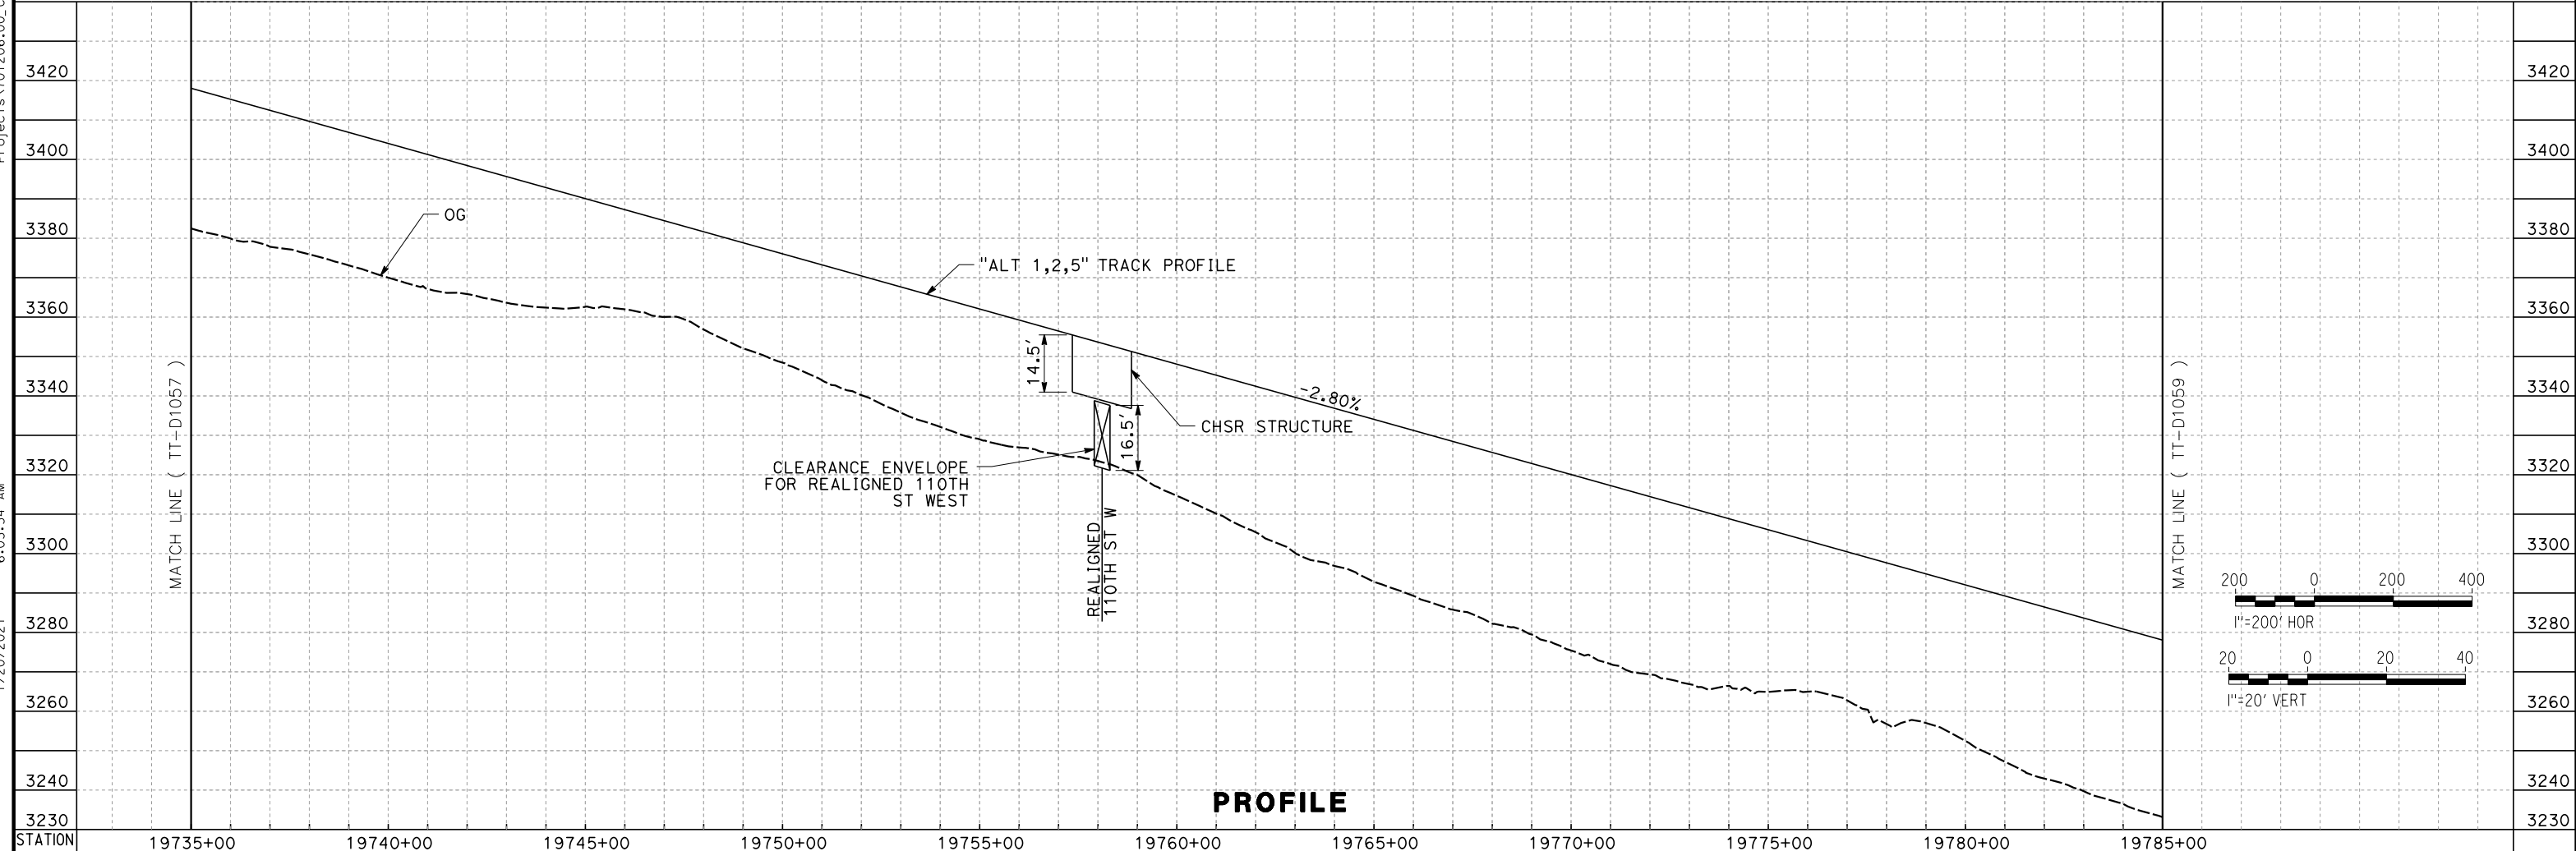 3420
3400
3380
3360
3340
3320
3300
3280
3260
3240
3230
3420
3400
3380
3360
3340
3320
3300
3280
3260
3240
3230
OG
"ALT 1,2,5" TRACK PROFILE
14.5'
-2.80%
CHSR STRUCTURE
16.5'
CLEARANCE ENVELOPE
FOR REALIGNED 110TH
ST WEST
REALIGNED
110TH ST W
MATCH LINE ( TT-D1057 )
MATCH LINE ( TT-D1059 )
200 0 200 400
1"=200' HOR
20 0 20 40
1"=20' VERT
PROFILE
STATION 19735+00 19740+00 19745+00 19750+00 19755+00 19760+00 19765+00 19770+00 19775+00 19780+00 19785+00